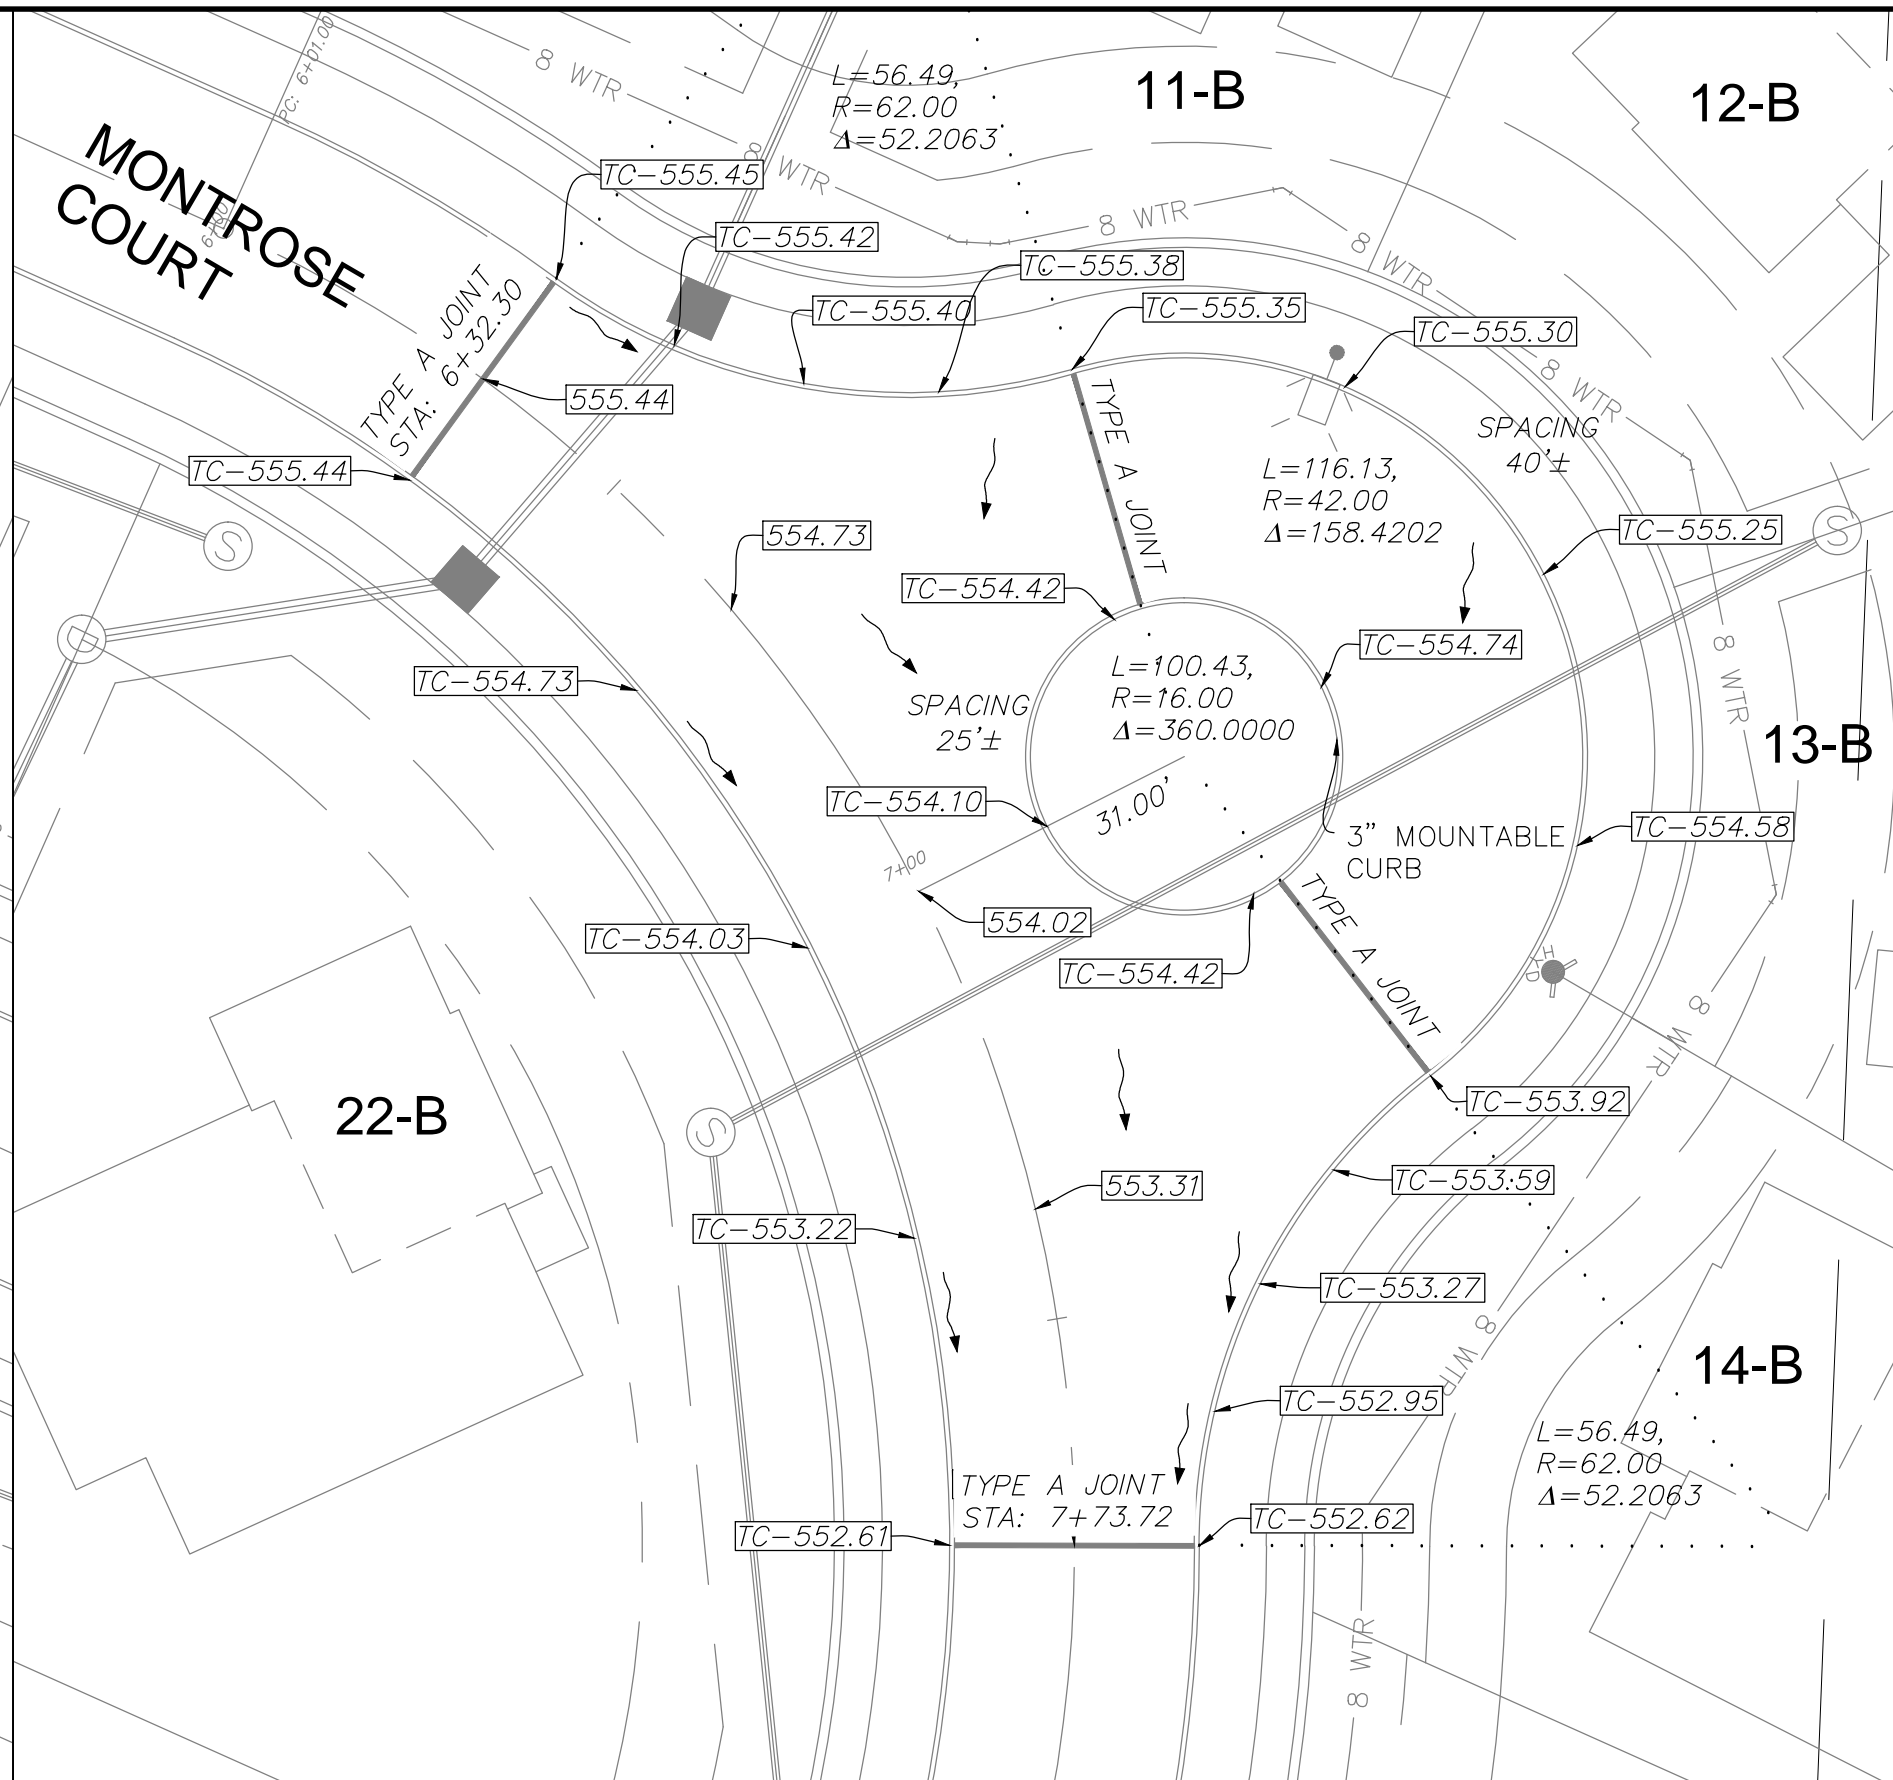 PC: 6+01.00
8 WTR
L=56.49,
R=62.00
Δ=52.2063
11-B
12-B
MONTROSE
COURT
TC-555.45
8 WTR
TC-555.42
8 WTR
8 WTR
TC-555.38
TC-555.40
TC-555.35
TC-555.30
TYPE A JOINT
STA: 6+32.30
555.44
8 WTR
TYPE A JOINT
SPACING
40'±
TC-555.44
L=116.13,
R=42.00
Δ=158.4202
S
554.73
TC-555.25
S
TC-554.42
D
TC-554.74
TC-554.73
L=100.43,
R=16.00
Δ=360.0000
SPACING
25'±
8 WTR
13-B
TC-554.10
31.00'
3" MOUNTABLE
CURB
TC-554.58
7+00
554.02
TC-554.03
TC-554.42
TYPE A JOINT
HYD
8 WTR
22-B
S
TC-553.92
553.31
TC-553.59
TC-553.22
TC-553.27
8 WTR
14-B
TC-552.95
L=56.49,
R=62.00
Δ=52.2063
TYPE A JOINT
STA: 7+73.72
TC-552.61
TC-552.62
8 WTR